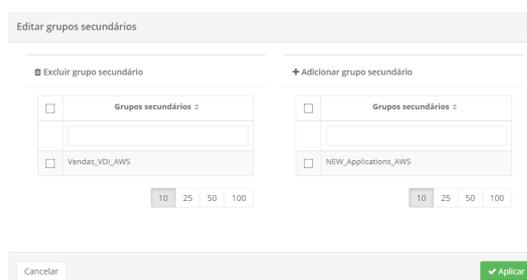 Editar grupos secundários
Excluir grupo secundário
Grupos secundários
Vendas_VDI_AWS
10 25 50 100
Adicionar grupo secundário
Grupos secundários
NEW_Applications_AWS
10 25 50 100
Cancelar
Aplicar